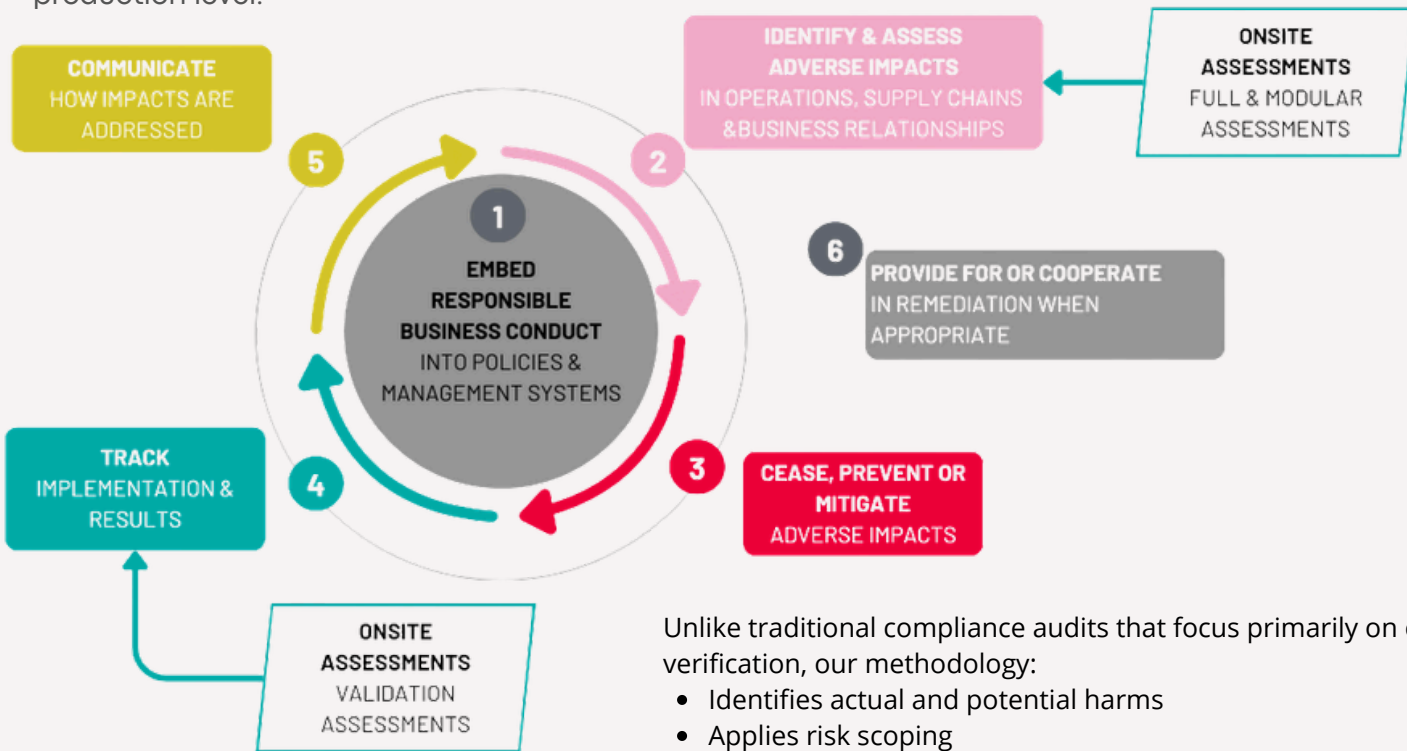 production level.
COMMUNICATE
HOW IMPACTS ARE
ADDRESSED
5
IDENTIFY & ASSESS
ADVERSE IMPACTS
IN OPERATIONS, SUPPLY CHAINS
&BUSINESS RELATIONSHIPS
2
ONSITE
ASSESSMENTS
FULL & MODULAR
ASSESSMENTS
1
EMBED
RESPONSIBLE
BUSINESS CONDUCT
INTO POLICIES &
MANAGEMENT SYSTEMS
6
PROVIDE FOR OR COOPERATE
IN REMEDIATION WHEN
APPROPRIATE
TRACK
IMPLEMENTATION &
RESULTS
4
3
CEASE, PREVENT OR
MITIGATE
ADVERSE IMPACTS
ONSITE
ASSESSMENTS
VALIDATION
ASSESSMENTS
Unlike traditional compliance audits that focus primarily on
verification, our methodology:
• Identifies actual and potential harms
• Applies risk scoping